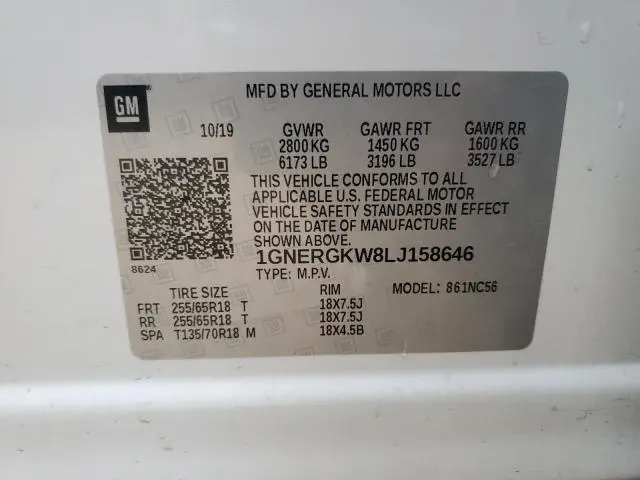 GM
MFD BY GENERAL MOTORS LLC
10/19 GVWR GAWR FRT GAWR RR
2800 KG 1450 KG 1600 KG
6173 LB 3196 LB 3527 LB
THIS VEHICLE CONFORMS TO ALL
APPLICABLE U.S. FEDERAL MOTOR
VEHICLE SAFETY STANDARDS IN EFFECT
ON THE DATE OF MANUFACTURE
SHOWN ABOVE.
8624
1GNERGKW8LJ158646
TYPE: M.P.V. MODEL: 861NC56
TIRE SIZE RIM
FRT 255/65R18 T 18X7.5J
RR 255/65R18 T 18X7.5J
SPA T135/70R18 M 18X4.5B